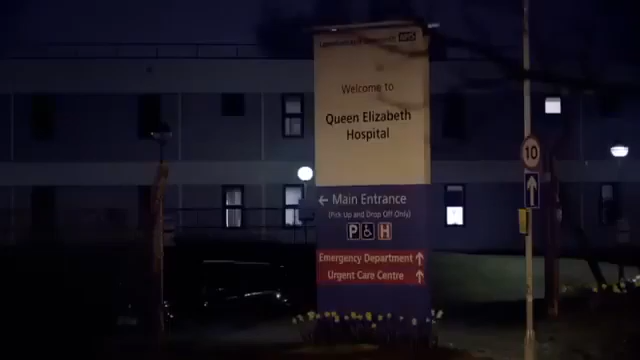 NHS
Welcome to
Queen Elizabeth
Hospital
Main Entrance
(Pick Up and Drop Off Only)
P H
Emergency Department
Urgent Care Centre
10